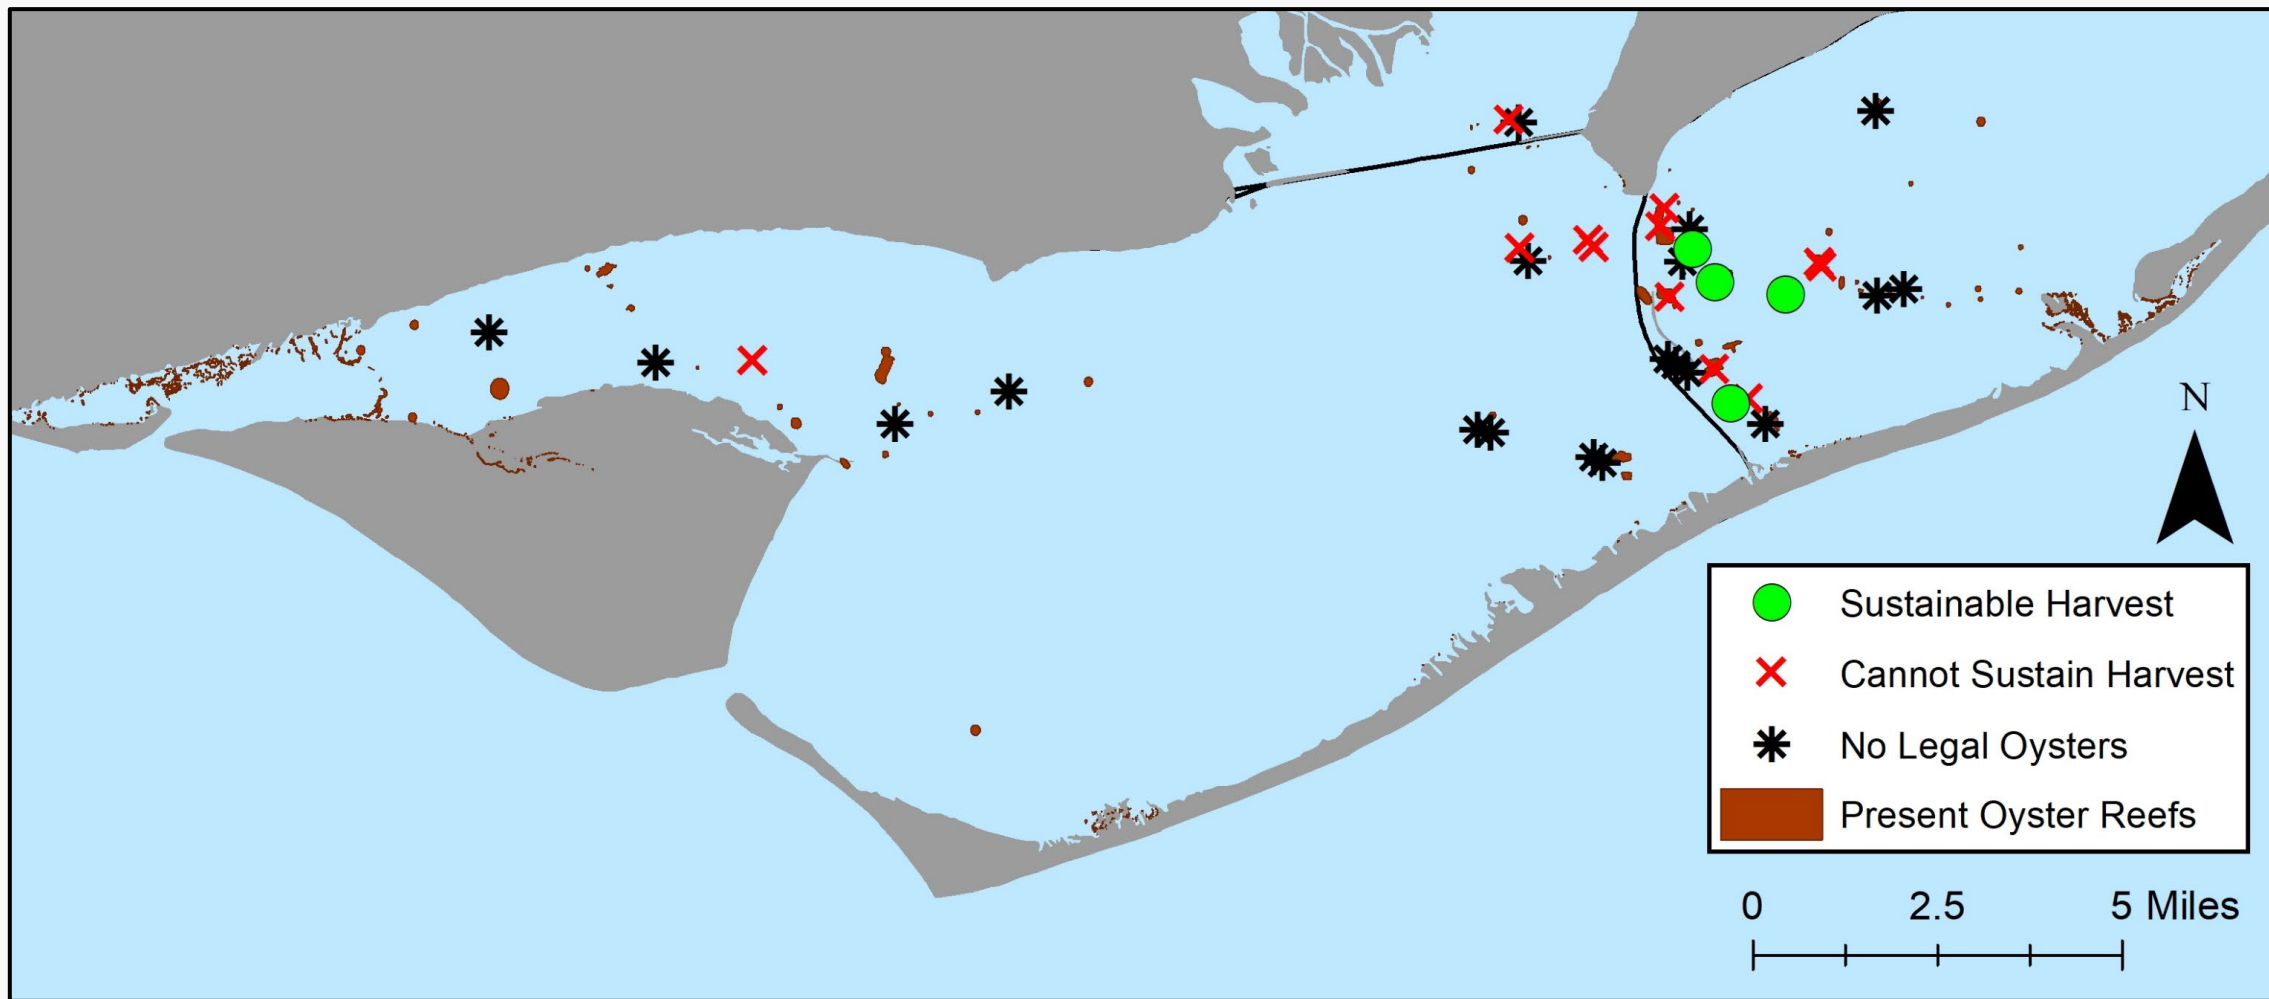 N
Sustainable Harvest
Cannot Sustain Harvest
No Legal Oysters
Present Oyster Reefs
0 2.5 5 Miles